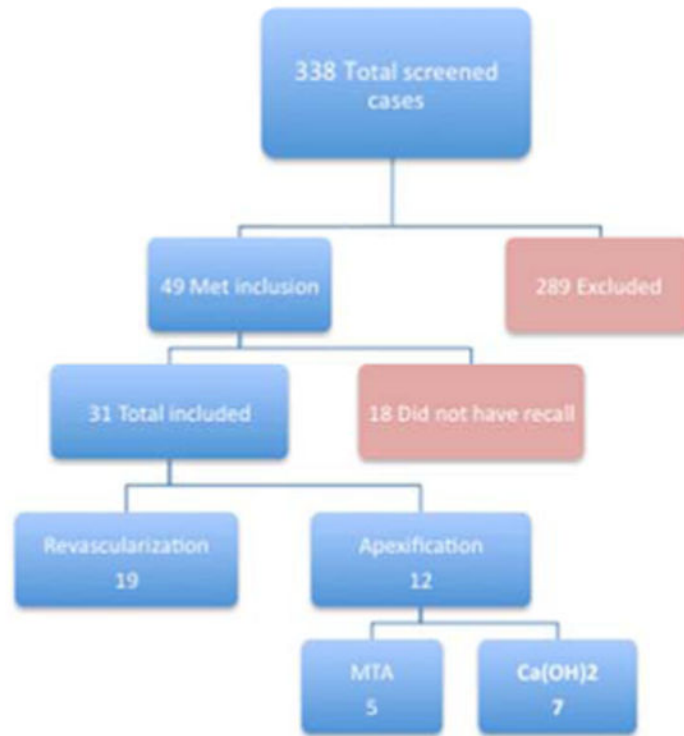 338 Total screened
cases
49 Met inclusion
289 Excluded
31 Total included
18 Did not have recall
Revascularization
19
Apexification
12
MTA
5
Ca(OH)2
7